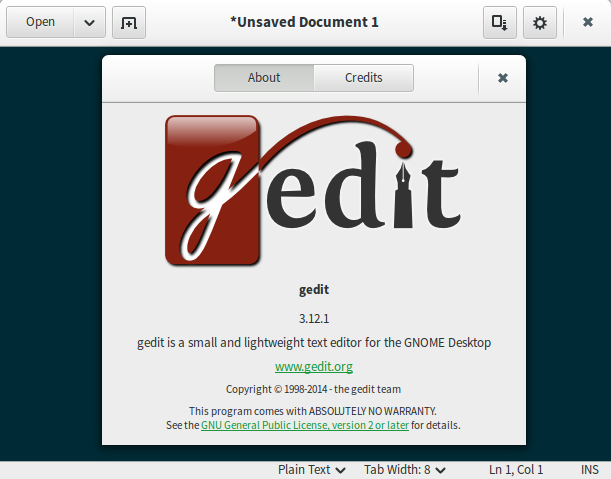 Open
*Unsaved Document 1
About
Credits
gedit
gedit
3.12.1
gedit is a small and lightweight text editor for the GNOME Desktop
www.gedit.org
Copyright © 1998-2014 - the gedit team
This program comes with ABSOLUTELY NO WARRANTY.
See the GNU General Public License, version 2 or later for details.
Plain Text Tab Width: 8 Ln 1, Col 1 INS